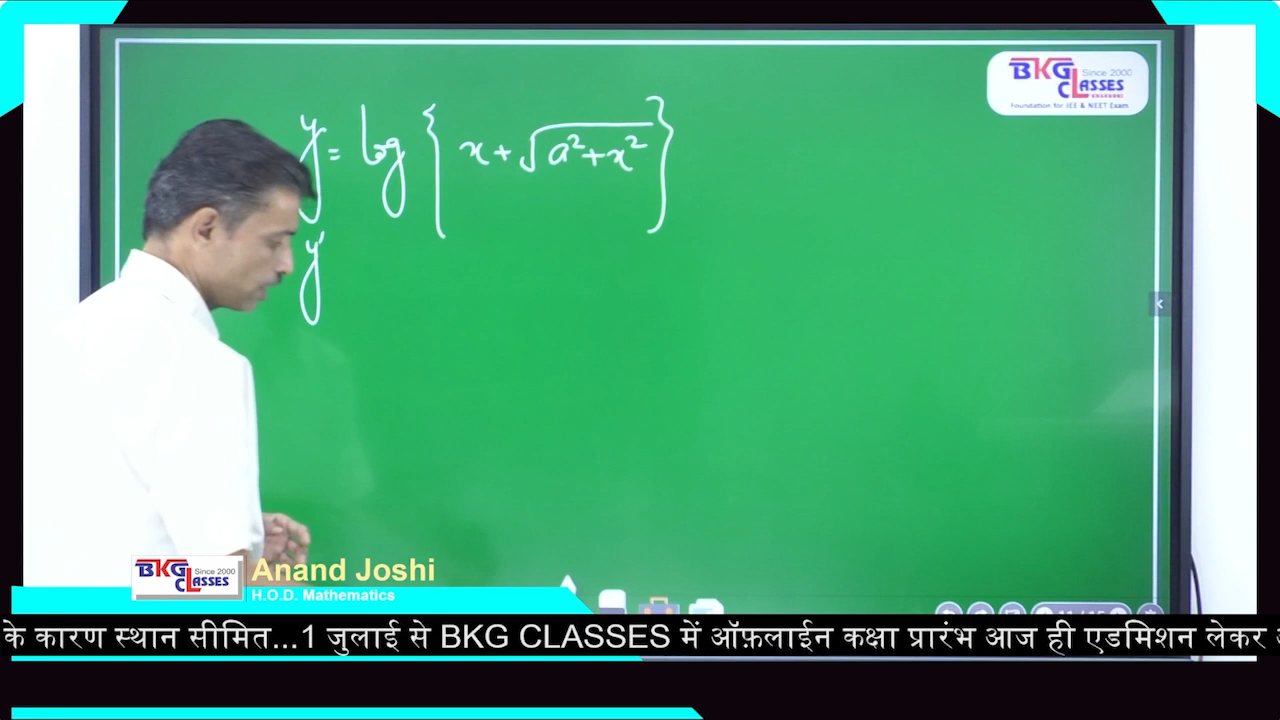 BKG CLASSES Since 2000
Foundation for JEE & NEET Exam
y = log { x + √a²+x² }
y'
BKG CLASSES Since 2000
Anand Joshi
H.O.D. Mathematics
के कारण स्थान सीमित...1 जुलाई से BKG CLASSES में ऑफ़लाईन कक्षा प्रारंभ आज ही एडमिशन लेकर